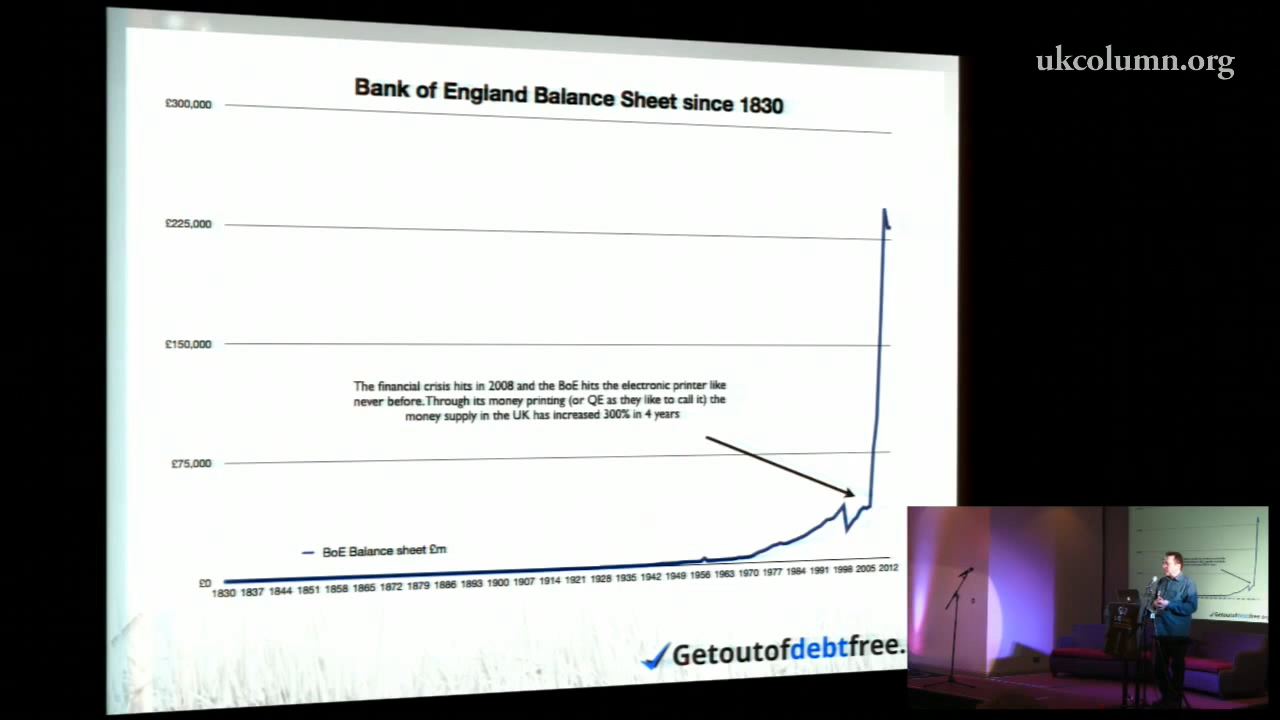 ukcolumn.org
Bank of England Balance Sheet since 1830
£300,000
£225,000
£150,000
The financial crisis hits in 2008 and the BoE hits the electronic printer like
never before.Through its money printing (or QE as they like to call it) the
money supply in the UK has increased 300% in 4 years
£75,000
BoE Balance sheet £m
£0
1830 1837 1844 1851 1858 1865 1872 1879 1886 1893 1900 1907 1914 1921 1928 1935 1942 1949 1956 1963 1970 1977 1984 1991 1998 2005 2012
Getoutofdebtfree.